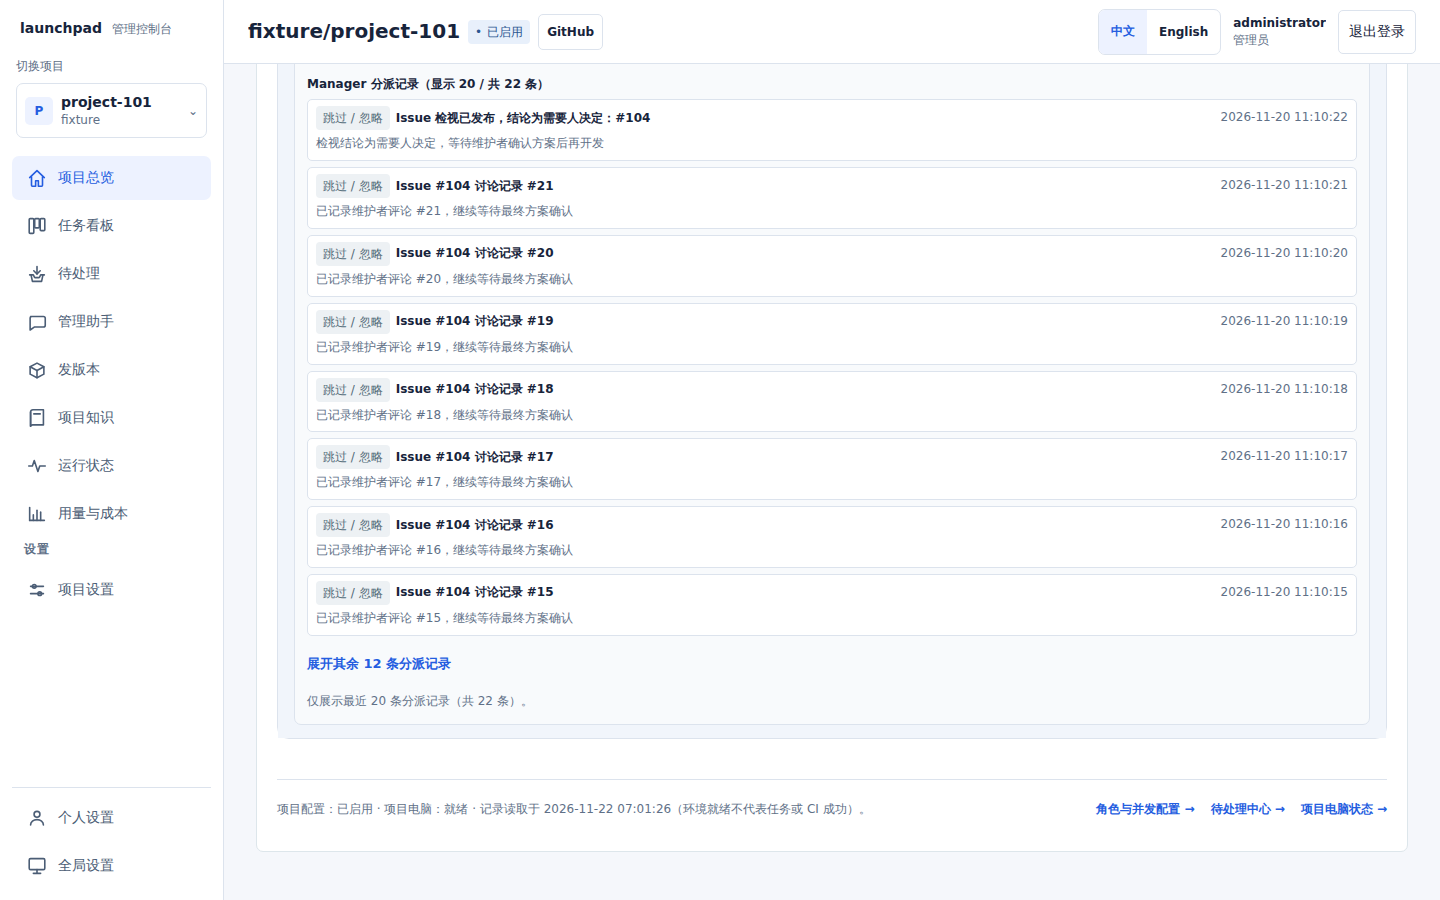 launchpad 管理控制台
切换项目
P project-101
fixture
项目总览
任务看板
待处理
管理助手
发版本
项目知识
运行状态
用量与成本
设置
项目设置
个人设置
全局设置
fixture/project-101 • 已启用 GitHub
中文 English
administrator
管理员
退出登录
Manager 分派记录（显示 20 / 共 22 条）
跳过 / 忽略 Issue 检视已发布，结论为需要人决定：#104 2026-11-20 11:10:22
检视结论为需要人决定，等待维护者确认方案后再开发
跳过 / 忽略 Issue #104 讨论记录 #21 2026-11-20 11:10:21
已记录维护者评论 #21，继续等待最终方案确认
跳过 / 忽略 Issue #104 讨论记录 #20 2026-11-20 11:10:20
已记录维护者评论 #20，继续等待最终方案确认
跳过 / 忽略 Issue #104 讨论记录 #19 2026-11-20 11:10:19
已记录维护者评论 #19，继续等待最终方案确认
跳过 / 忽略 Issue #104 讨论记录 #18 2026-11-20 11:10:18
已记录维护者评论 #18，继续等待最终方案确认
跳过 / 忽略 Issue #104 讨论记录 #17 2026-11-20 11:10:17
已记录维护者评论 #17，继续等待最终方案确认
跳过 / 忽略 Issue #104 讨论记录 #16 2026-11-20 11:10:16
已记录维护者评论 #16，继续等待最终方案确认
跳过 / 忽略 Issue #104 讨论记录 #15 2026-11-20 11:10:15
已记录维护者评论 #15，继续等待最终方案确认
展开其余 12 条分派记录
仅展示最近 20 条分派记录（共 22 条）。
项目配置：已启用 · 项目电脑：就绪 · 记录读取于 2026-11-22 07:01:26（环境就绪不代表任务或 CI 成功）。
角色与并发配置 → 待处理中心 → 项目电脑状态 →